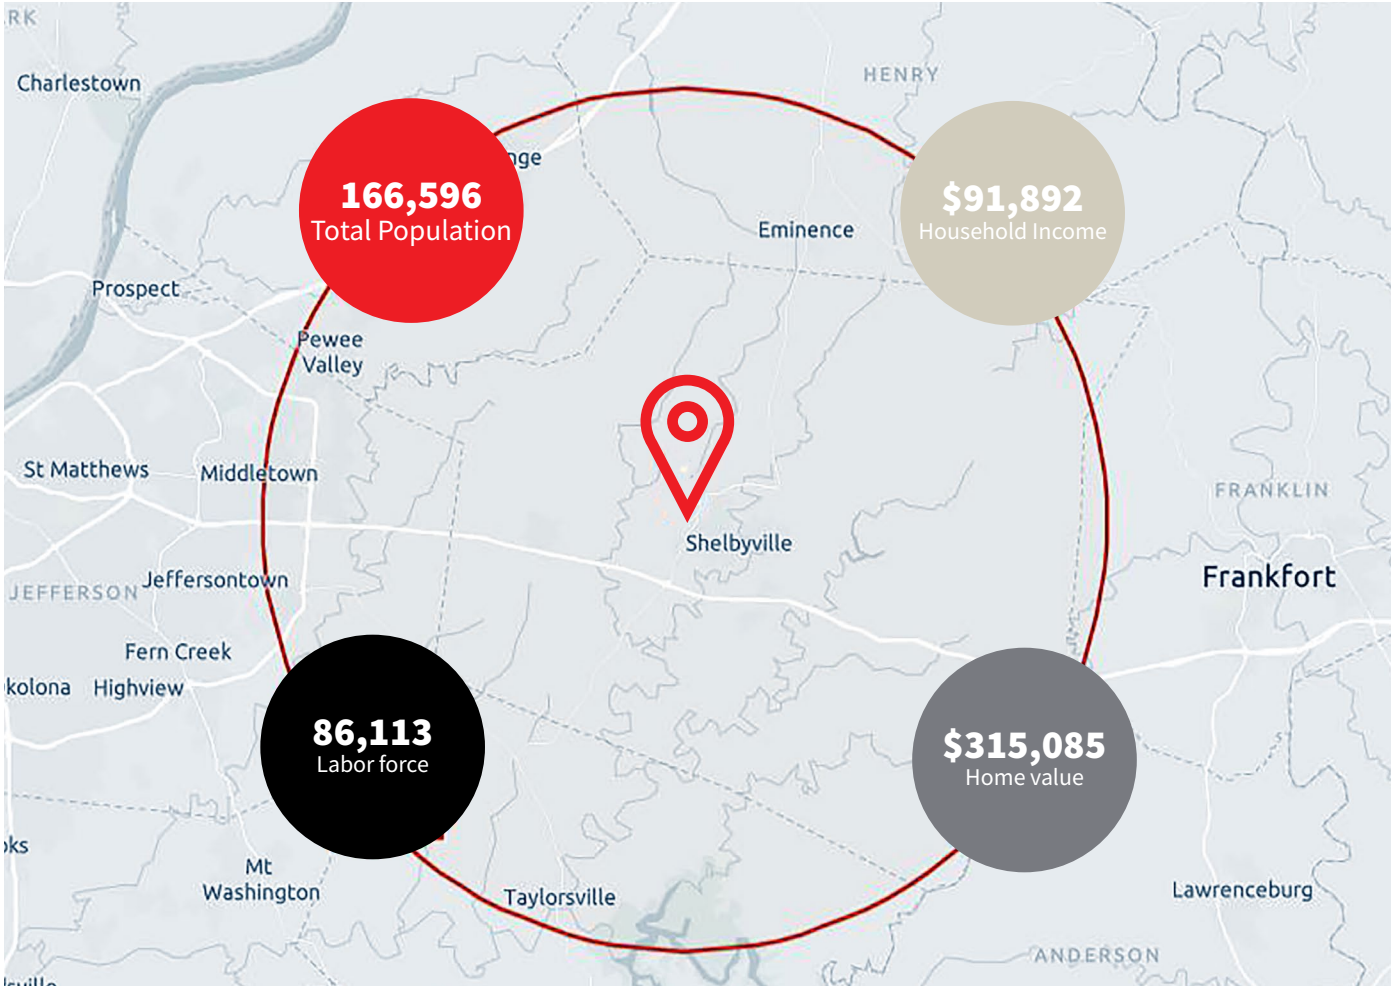 HENRY
Charlestown
166,596
Total Population
$91,892
Household Income
Eminence
Prospect
Pewee
Valley
St Matthews
Middletown
FRANKLIN
Shelbyville
Frankfort
JEFFERSON
Jeffersontown
Fern Creek
Highview
86,113
Labor force
$315,085
Home value
Mt
Washington
Taylorsville
Lawrenceburg
ANDERSON